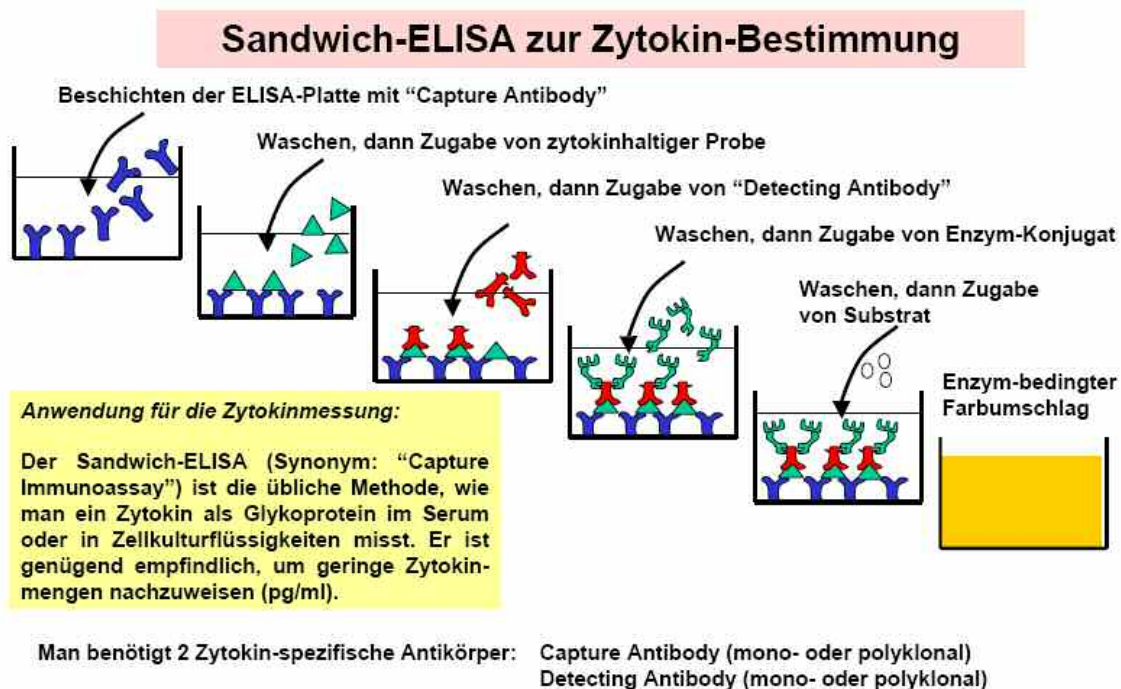 Sandwich-ELISA zur Zytokin-Bestimmung
Beschichten der ELISA-Platte mit “Capture Antibody”
Waschen, dann Zugabe von zytokinhaltiger Probe
Waschen, dann Zugabe von “Detecting Antibody”
Waschen, dann Zugabe von Enzym-Konjugat
Waschen, dann Zugabe
von Substrat
Enzym-bedingter
Farbumschlag
Anwendung für die Zytokinmessung:
Der Sandwich-ELISA (Synonym: “Capture
Immunoassay”) ist die übliche Methode, wie
man ein Zytokin als Glykoprotein im Serum
oder in Zellkulturflüssigkeiten misst. Er ist
genügend empfindlich, um geringe Zytokin-
mengen nachzuweisen (pg/ml).
Man benötigt 2 Zytokin-spezifische Antikörper: Capture Antibody (mono- oder polyklonal)
Detecting Antibody (mono- oder polyklonal)